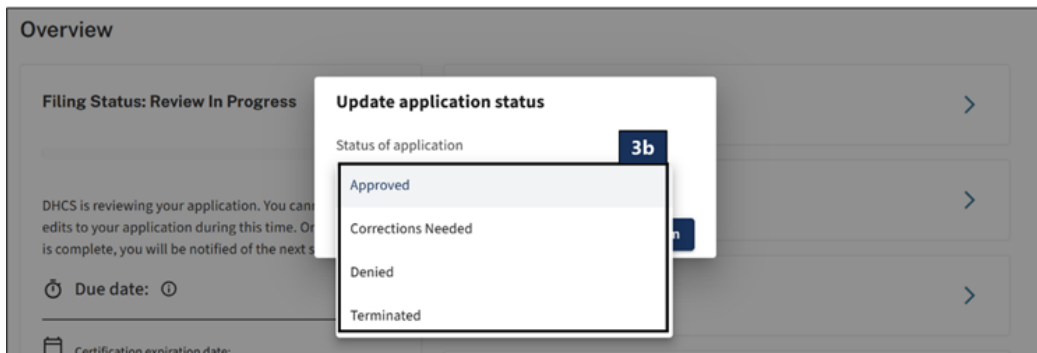 Overview
Filing Status: Review In Progress
Update application status
Status of application
3b
Approved
Corrections Needed
Denied
Terminated
DHCS is reviewing your application. You
edits to your application during this time.
is complete, you will be notified of the next
Due date:
Certification expiration date: